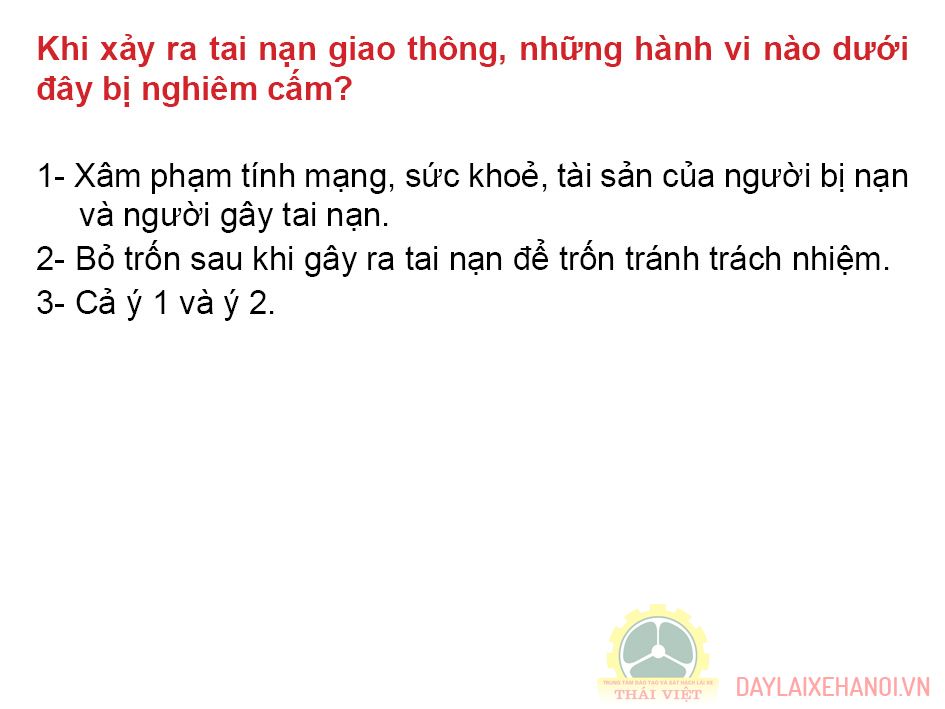 Khi xảy ra tai nạn giao thông, những hành vi nào dưới
đây bị nghiêm cấm?
1- Xâm phạm tính mạng, sức khoẻ, tài sản của người bị nạn
và người gây tai nạn.
2- Bỏ trốn sau khi gây ra tai nạn để trốn tránh trách nhiệm.
3- Cả ý 1 và ý 2.
TRUNG TÂM ĐÀO TẠO VÀ SÁT HẠCH LÁI XE
THÁI VIỆT
DAYLAIXEHANOI.VN